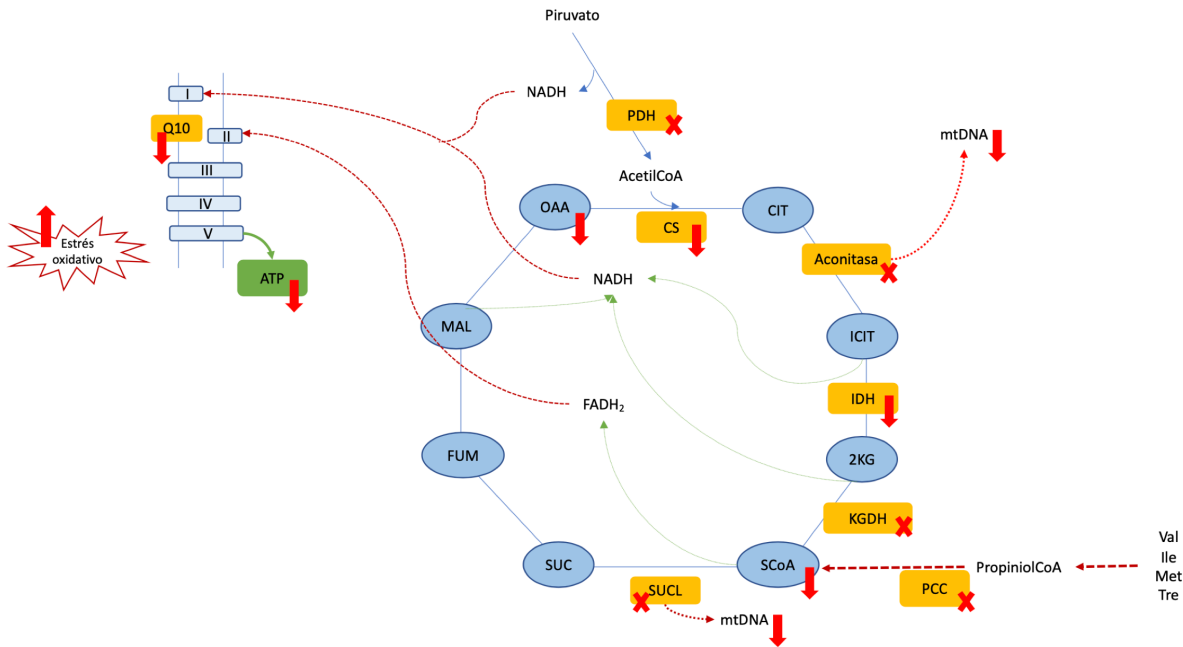 Piruvato
NADH
I
PDH
Q10
II
mtDNA
III
AcetilCoA
IV
OAA
CIT
CS
V
Estrés
oxidativo
Aconitasa
ATP
NADH
MAL
ICIT
IDH
FADH₂
FUM
2KG
KGDH
Val
Ile
Met
Tre
SUC
SCoA
PropiniolCoA
SUCL
PCC
mtDNA